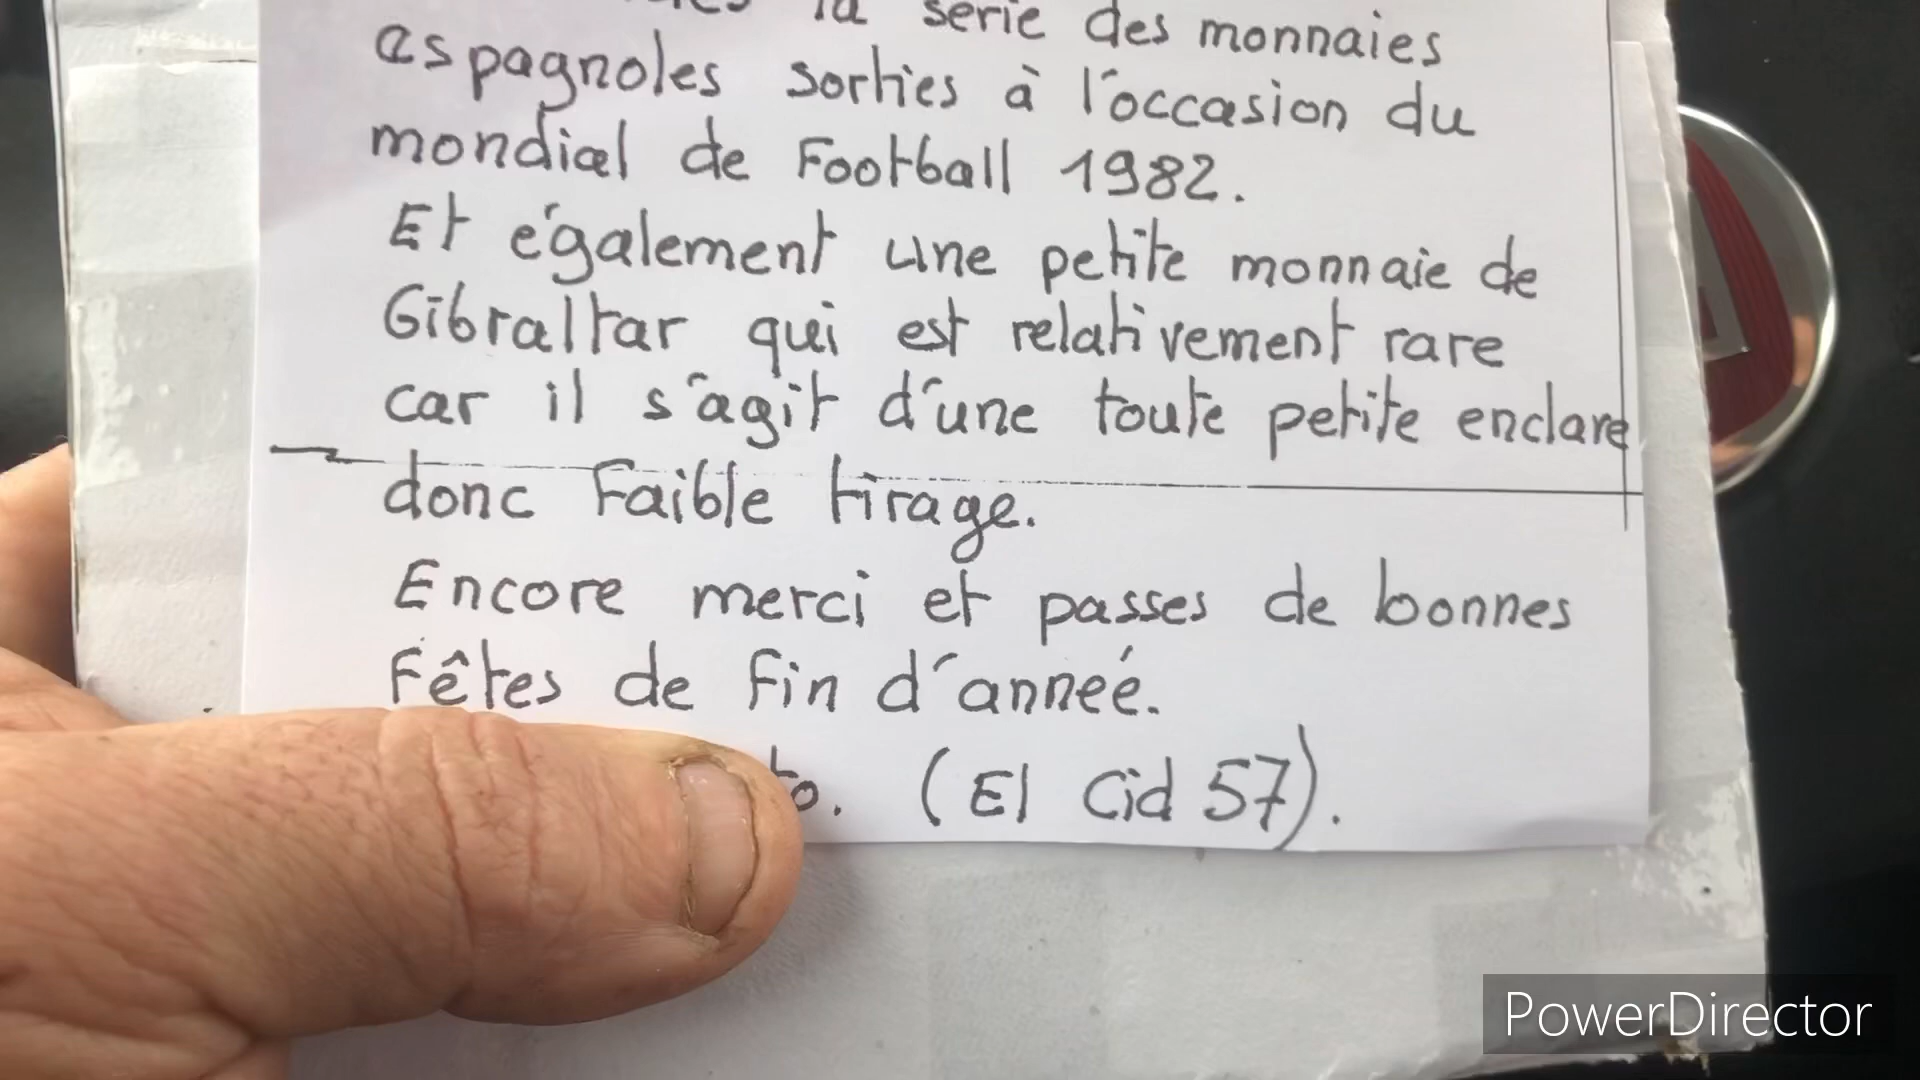 la série des monnaies
espagnoles sorties à l'occasion du
mondial de Football 1982.
Et également une petite monnaie de
Gibraltar qui est relativement rare
car il s'agit d'une toute petite enclave
donc Faible tirage.
Encore merci et passes de bonnes
Fêtes de Fin d'anneé.
to. (El Cid 57).
PowerDirector